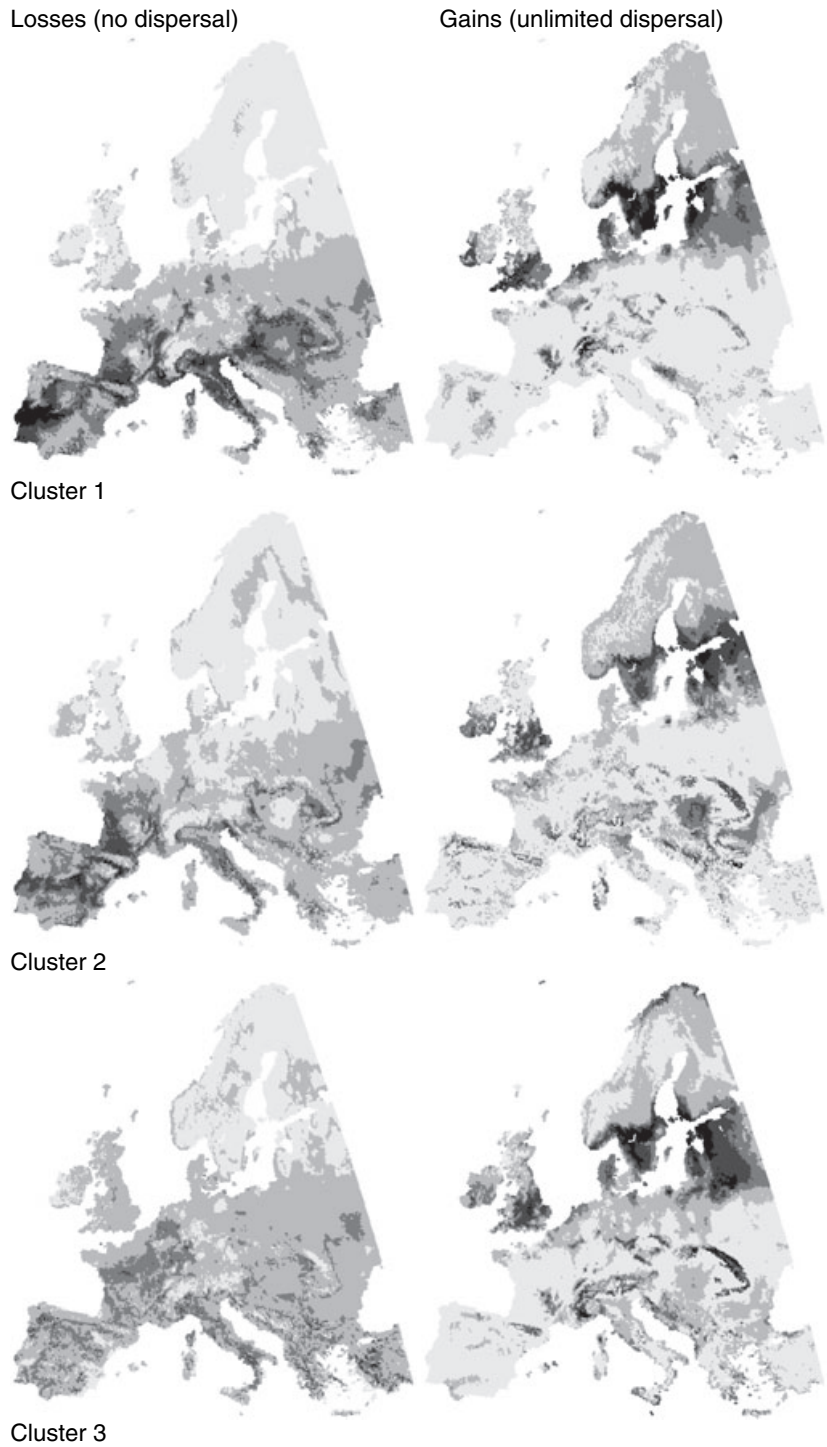 Losses (no dispersal)
Gains (unlimited dispersal)
Cluster 1
Cluster 2
Cluster 3